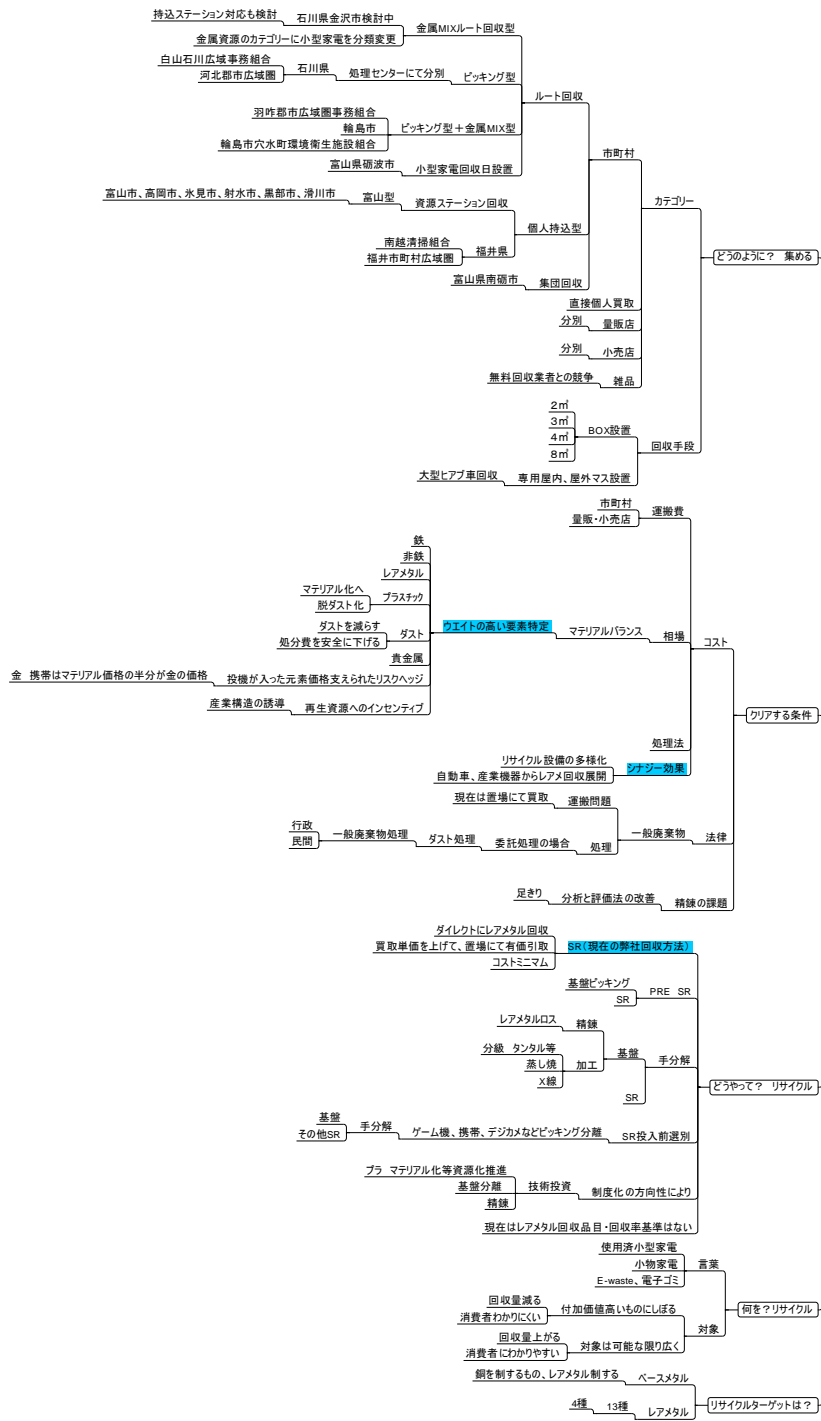 どうのように？　集める
カテゴリー
市町村
ルート回収
金属MIXルート回収型
石川県金沢市検討中
持込ステーション対応も検討
金属資源のカテゴリーに小型家電を分類変更
ピッキング型
処理センターにて分別
石川県
白山石川広域事務組合
河北郡市広域圏
ピッキング型＋金属MIX型
羽咋郡市広域圏事務組合
輪島市
輪島市穴水町環境衛生施設組合
小型家電回収日設置
富山県砺波市
個人持込型
資源ステーション回収
富山型
富山市、高岡市、氷見市、射水市、黒部市、滑川市
福井県
南越清掃組合
福井市町村広域圏
集団回収
富山県南砺市
直接個人買取
量販店
分別
小売店
分別
雑品
無料回収業者との競争
回収手段
BOX設置
２㎥
３㎥
４㎥
８㎥
専用屋内、屋外マス設置
大型ヒアブ車回収
クリアする条件
コスト
運搬費
市町村
量販・小売店
相場
マテリアルバランス
ウエイトの高い要素特定
鉄
非鉄
レアメタル
プラスチック
マテリアル化へ
脱ダスト化
ダスト
ダストを減らす
処分費を安全に下げる
貴金属
投機が入った元素価格支えられたリスクヘッジ
金　携帯はマテリアル価格の半分が金の価格
再生資源へのインセンティブ
産業構造の誘導
処理法
シナジー効果
リサイクル設備の多様化
自動車、産業機器からレアメ回収展開
法律
一般廃棄物
運搬問題
現在は置場にて買取
処理
委託処理の場合
ダスト処理
一般廃棄物処理
行政
民間
精錬の課題
分析と評価法の改善
足きり
どうやって？　リサイクル
SR（現在の弊社回収方法）
ダイレクトにレアメタル回収
買取単価を上げて、置場にて有価引取
コストミニマム
PRE　SR
基盤ピッキング
SR
手分解
基盤
精錬
レアメタルロス
加工
分級　タンタル等
蒸し焼
X線
SR
SR投入前選別
ゲーム機、携帯、デジカメなどピッキング分離
手分解
基盤
その他SR
制度化の方向性により
技術投資
プラ　マテリアル化等資源化推進
基盤分離
精錬
現在はレアメタル回収品目・回収率基準はない
何を？リサイクル
言葉
使用済小型家電
小物家電
E-waste、電子ゴミ
対象
付加価値高いものにしぼる
回収量減る
消費者わかりにくい
対象は可能な限り広く
回収量上がる
消費者にわかりやすい
リサイクルターゲットは？
ベースメタル
銅を制するもの、レアメタル制する
レアメタル
13種
4種